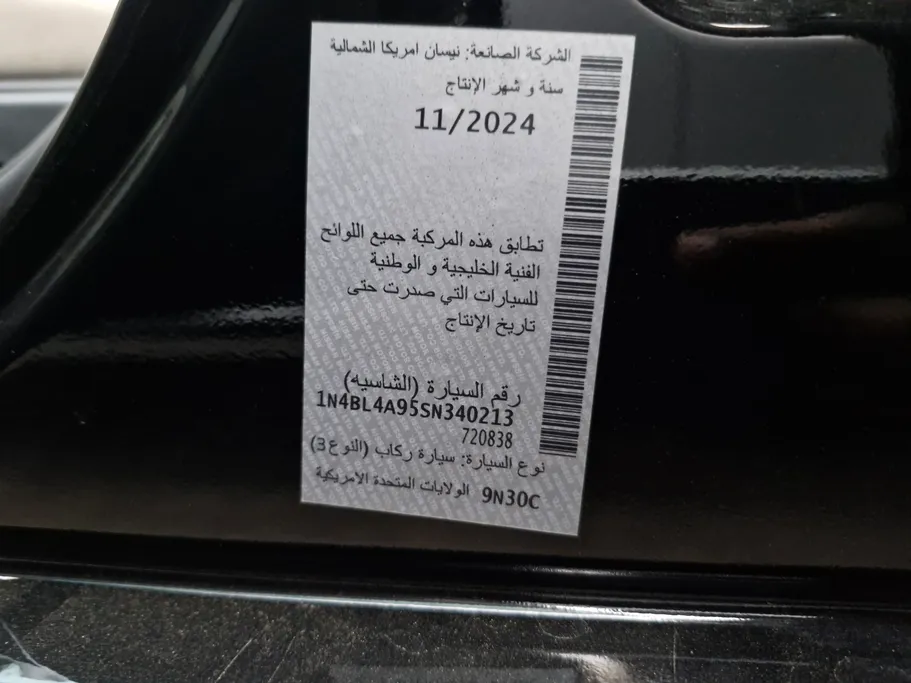 الشركة الصانعة: نيسان امريكا الشمالية
سنة و شهر الإنتاج
11/2024
تطابق هذه المركبة جميع اللوائح
الفنية الخليجية و الوطنية
للسيارات التي صدرت حتى
تاريخ الإنتاج
رقم السيارة (الشاسيه)
1N4BL4A95SN340213
720838
نوع السيارة: سيارة ركاب (النوع3)
9N30C الولايات المتحدة الامريكية